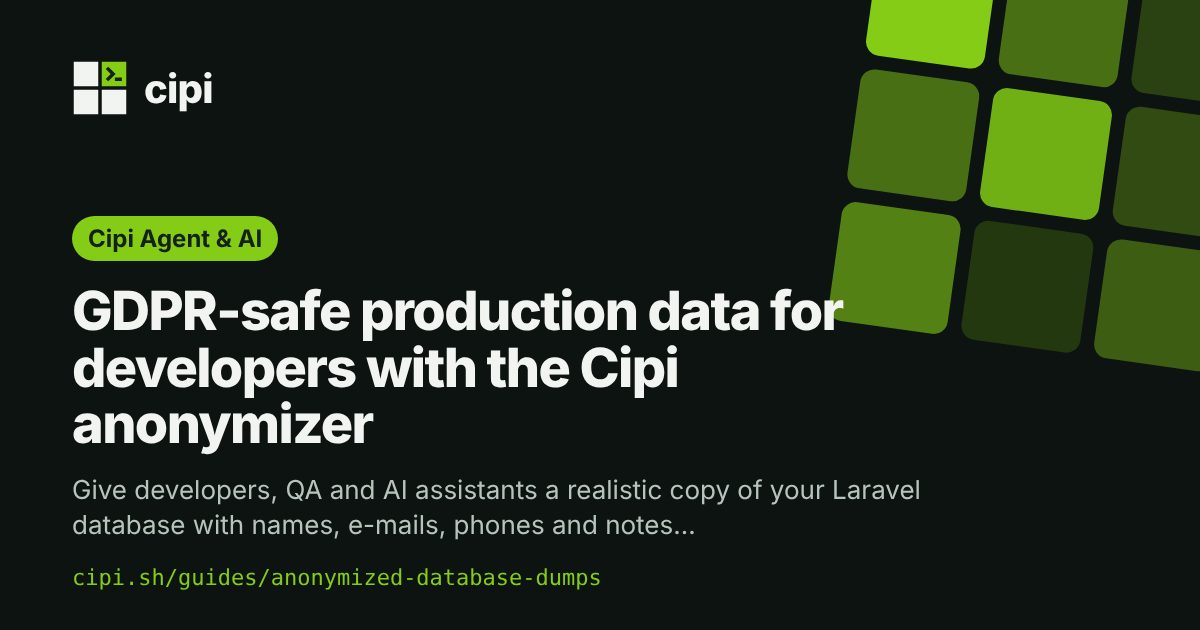 cipi
Cipi Agent & AI
GDPR-safe production data for
developers with the Cipi
anonymizer
Give developers, QA and AI assistants a realistic copy of your Laravel
database with names, e-mails, phones and notes...
cipi.sh/guides/anonymized-database-dumps